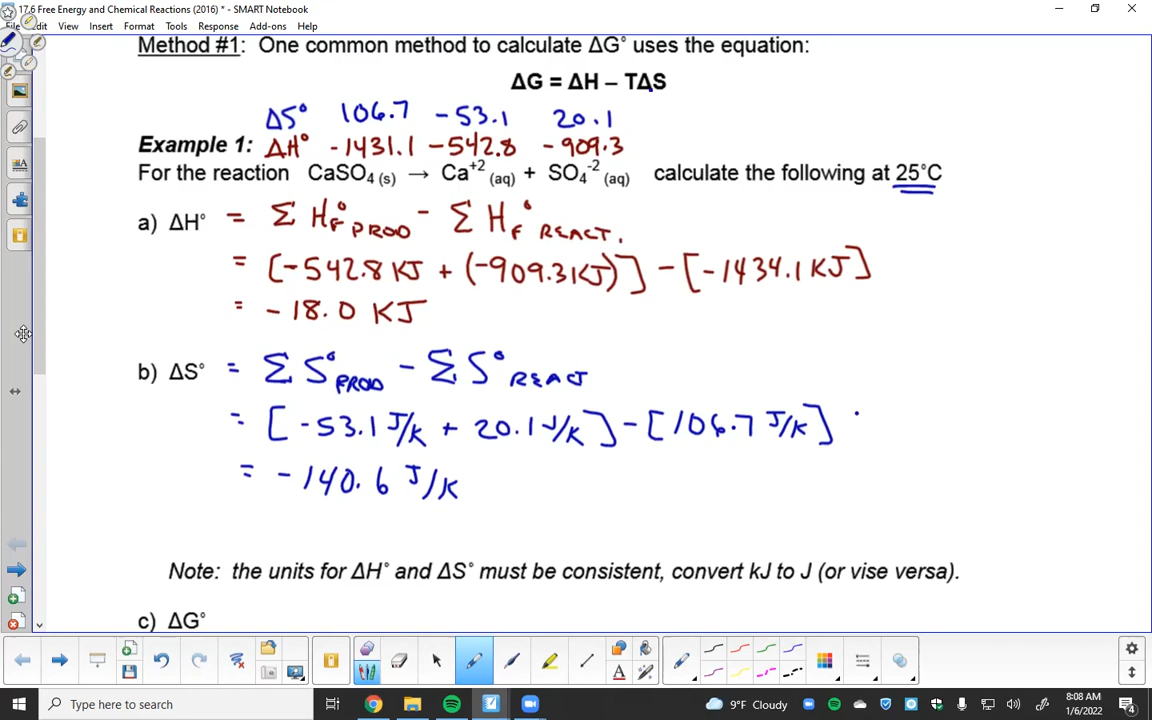 17.6 Free Energy and Chemical Reactions (2016) * - SMART Notebook
File Edit View Insert Format Tools Response Add-ons Help
Method #1: One common method to calculate ΔG° uses the equation:
ΔG = ΔH – TΔS
ΔS° 106.7 -53.1 20.1
Example 1: ΔH° -1431.1 -542.8 -909.3
For the reaction CaSO₄ (s) → Ca⁺² (aq) + SO₄⁻² (aq) calculate the following at 25°C
a) ΔH° = Σ H°F PROD - Σ H°F REACT.
= [-542.8 KJ + (-909.3 KJ)] - [-1434.1 KJ]
= -18.0 KJ
b) ΔS° = Σ S° PROD - Σ S° REACT
= [-53.1 J/K + 20.1 J/K] - [106.7 J/K]
= -140.6 J/K
Note: the units for ΔH° and ΔS° must be consistent, convert kJ to J (or vise versa).
c) ΔG°
Type here to search
9°F Cloudy
8:08 AM
1/6/2022
4